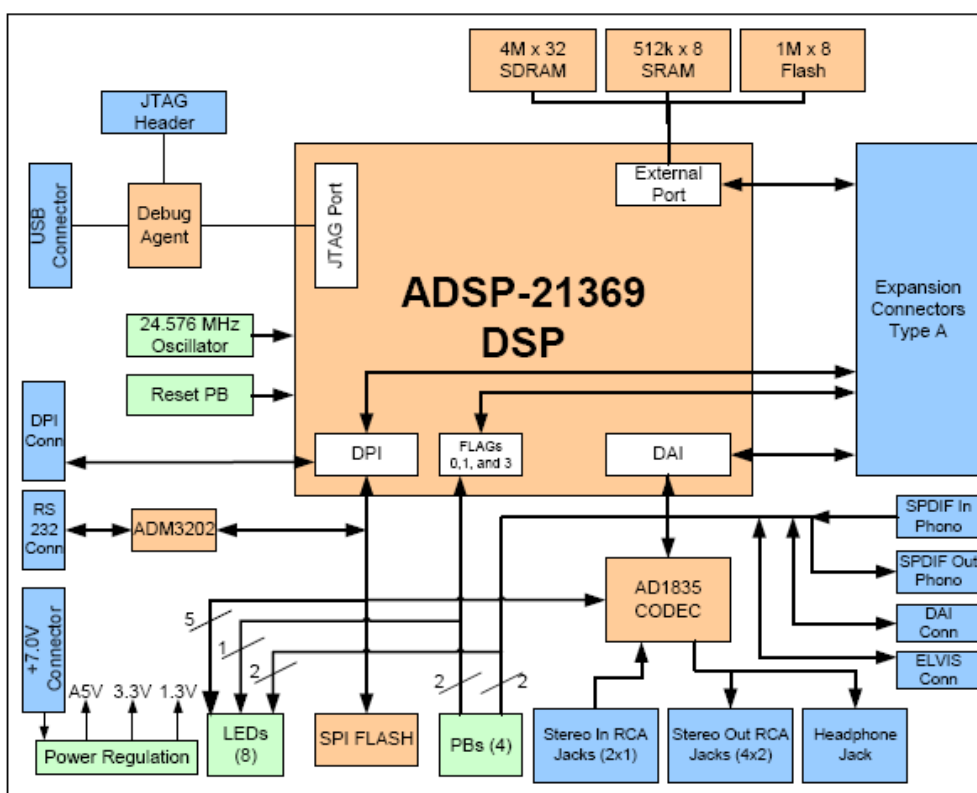 4M x 32
SDRAM
512k x 8
SRAM
1M x 8
Flash
JTAG
Header
USB
Connector
Debug
Agent
JTAG Port
External
Port
ADSP-21369
DSP
Expansion
Connectors
Type A
24.576 MHz
Oscillator
Reset PB
DPI
Conn
DPI
FLAGs
0,1, and 3
DAI
RS
232
Conn
ADM3202
SPDIF In
Phono
SPDIF Out
Phono
AD1835
CODEC
DAI
Conn
ELVIS
Conn
+7.0V
Connector
5
1
2
2
2
A5V
3.3V
1.3V
Power Regulation
LEDs
(8)
SPI FLASH
PBs (4)
Stereo In RCA
Jacks (2x1)
Stereo Out RCA
Jacks (4x2)
Headphone
Jack